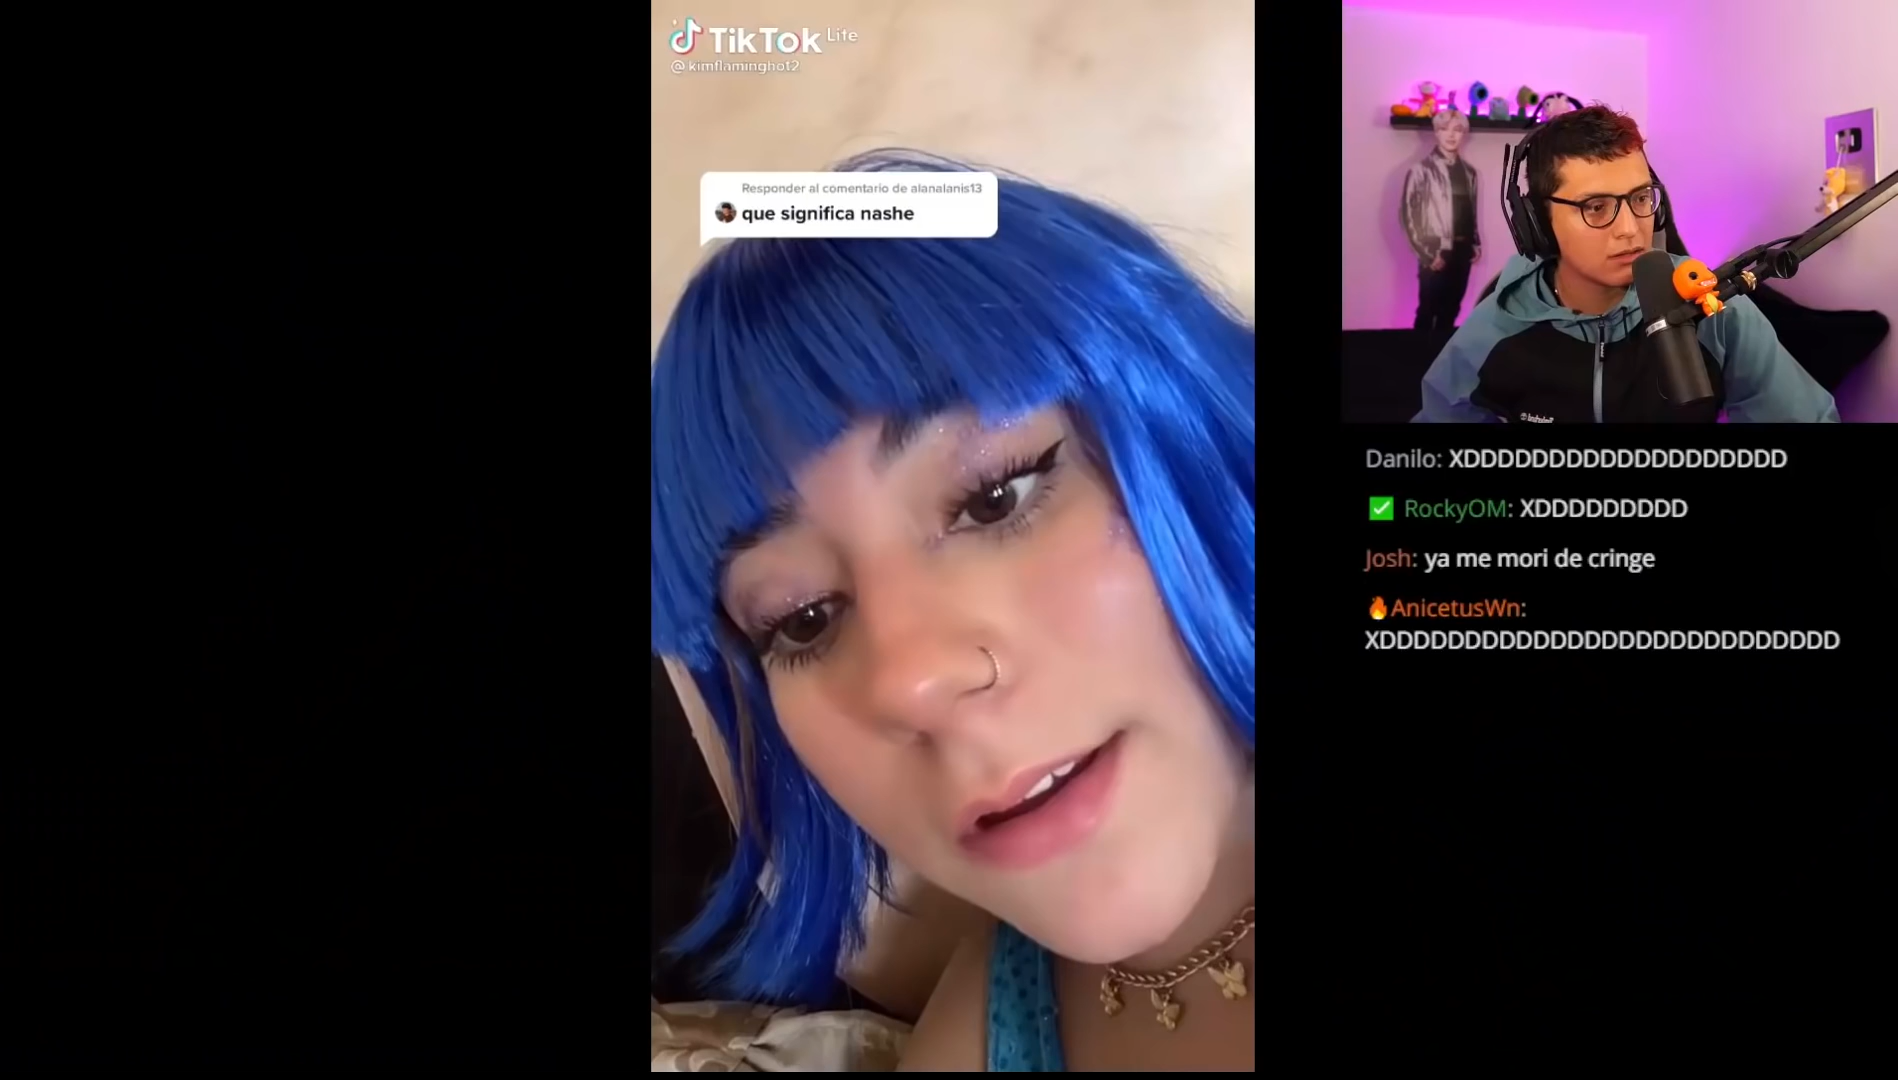 TikTok Lite
@kimflaminghot2
Responder al comentario de alanalanis13
que significa nashe
Danilo: XDDDDDDDDDDDDDDDDDDD
RockyOM: XDDDDDDDDD
Josh: ya me mori de cringe
AnicetusWn:
XDDDDDDDDDDDDDDDDDDDDDDDDDDD